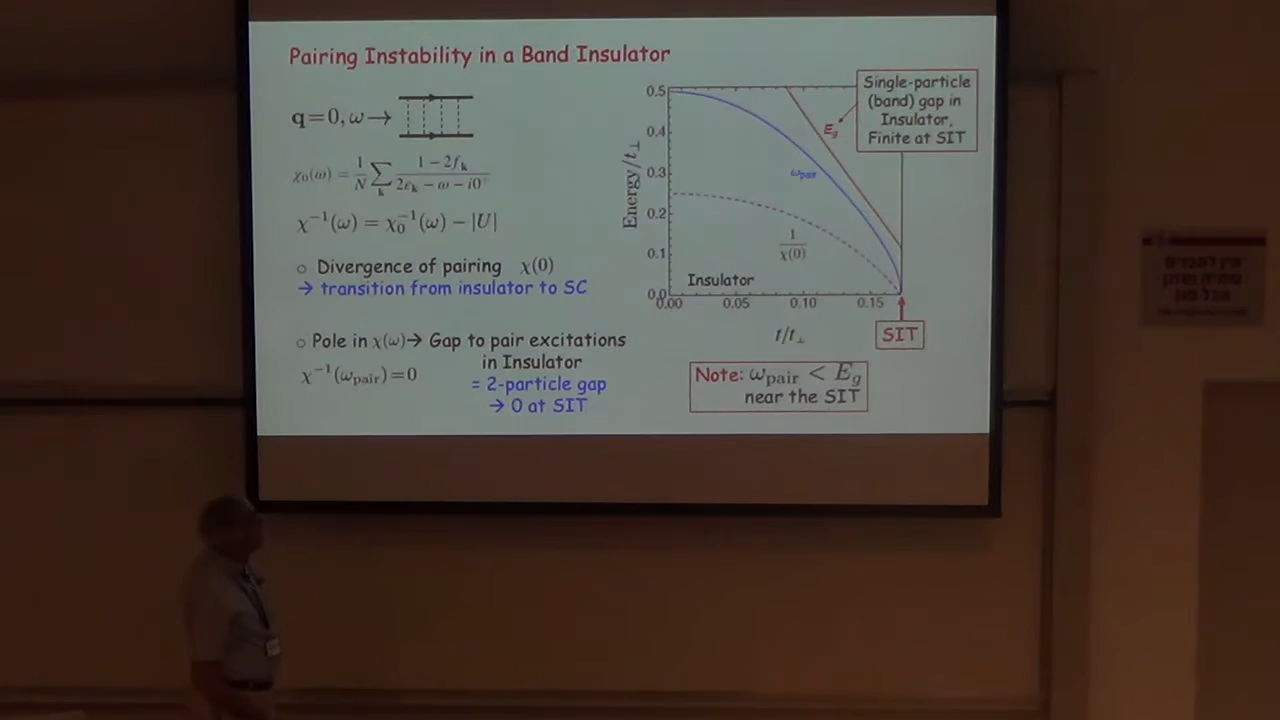 Pairing Instability in a Band Insulator
q=0, ω→
χ₀(ω) = 1/N ∑_k (1 − 2f_k)/(2ε_k − ω − i0⁺)
χ⁻¹(ω) = χ₀⁻¹(ω) − |U|
○ Divergence of pairing χ(0)
→ transition from insulator to SC
○ Pole in χ(ω)→ Gap to pair excitations
in Insulator
χ⁻¹(ω_pair)=0
= 2-particle gap
→ 0 at SIT
Single-particle
(band) gap in
Insulator,
Finite at SIT
Energy/t⊥
0.5
0.4
0.3
0.2
0.1
0.0
E_g
ω_pair
1/χ(0)
Insulator
0.00 0.05 0.10 0.15
t/t⊥
SIT
Note: ω_pair < E_g
near the SIT